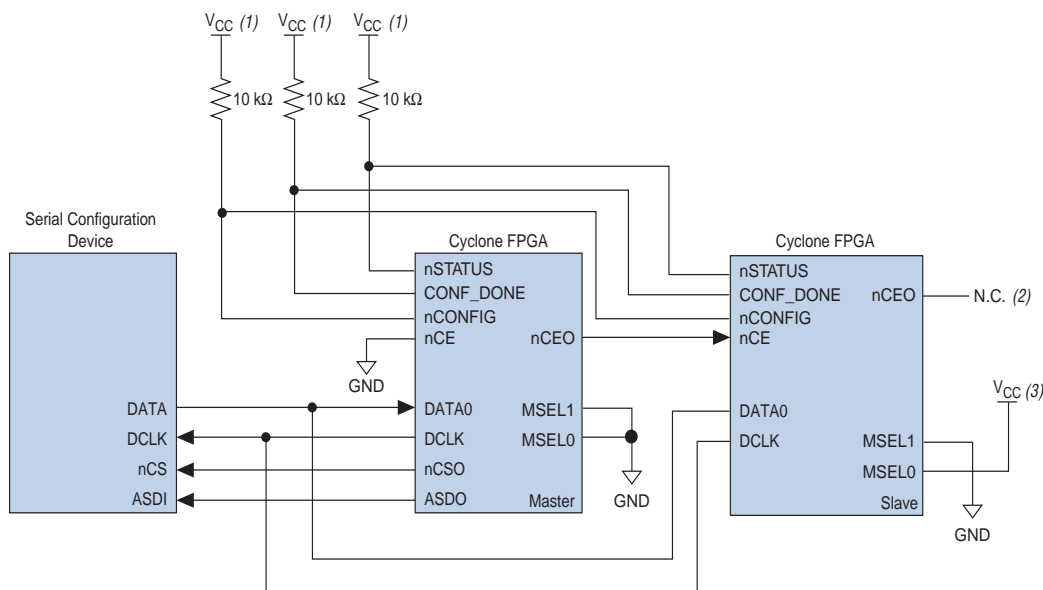 VCC (1) VCC (1) VCC (1)
10 kΩ 10 kΩ 10 kΩ
Serial Configuration
Device
DATA
DCLK
nCS
ASDI
Cyclone FPGA
nSTATUS
CONF_DONE
nCONFIG
nCE
nCEO
GND
DATA0
DCLK
nCSO
ASDO
MSEL1
MSEL0
Master
GND
Cyclone FPGA
nSTATUS
CONF_DONE
nCONFIG
nCE
nCEO
N.C. (2)
DATA0
DCLK
MSEL1
MSEL0
Slave
VCC (3)
GND